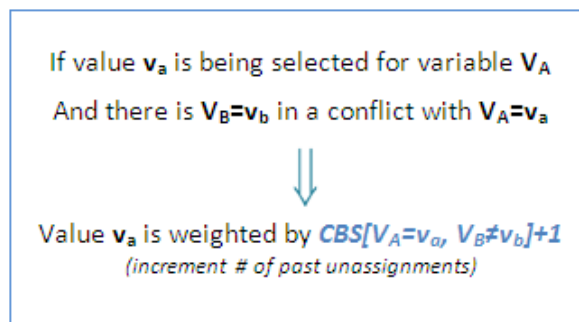 If value va is being selected for variable VA
And there is VB=vb in a conflict with VA=va
Value va is weighted by CBS[VA=va, VB≠vb]+1
(increment # of past unassignments)